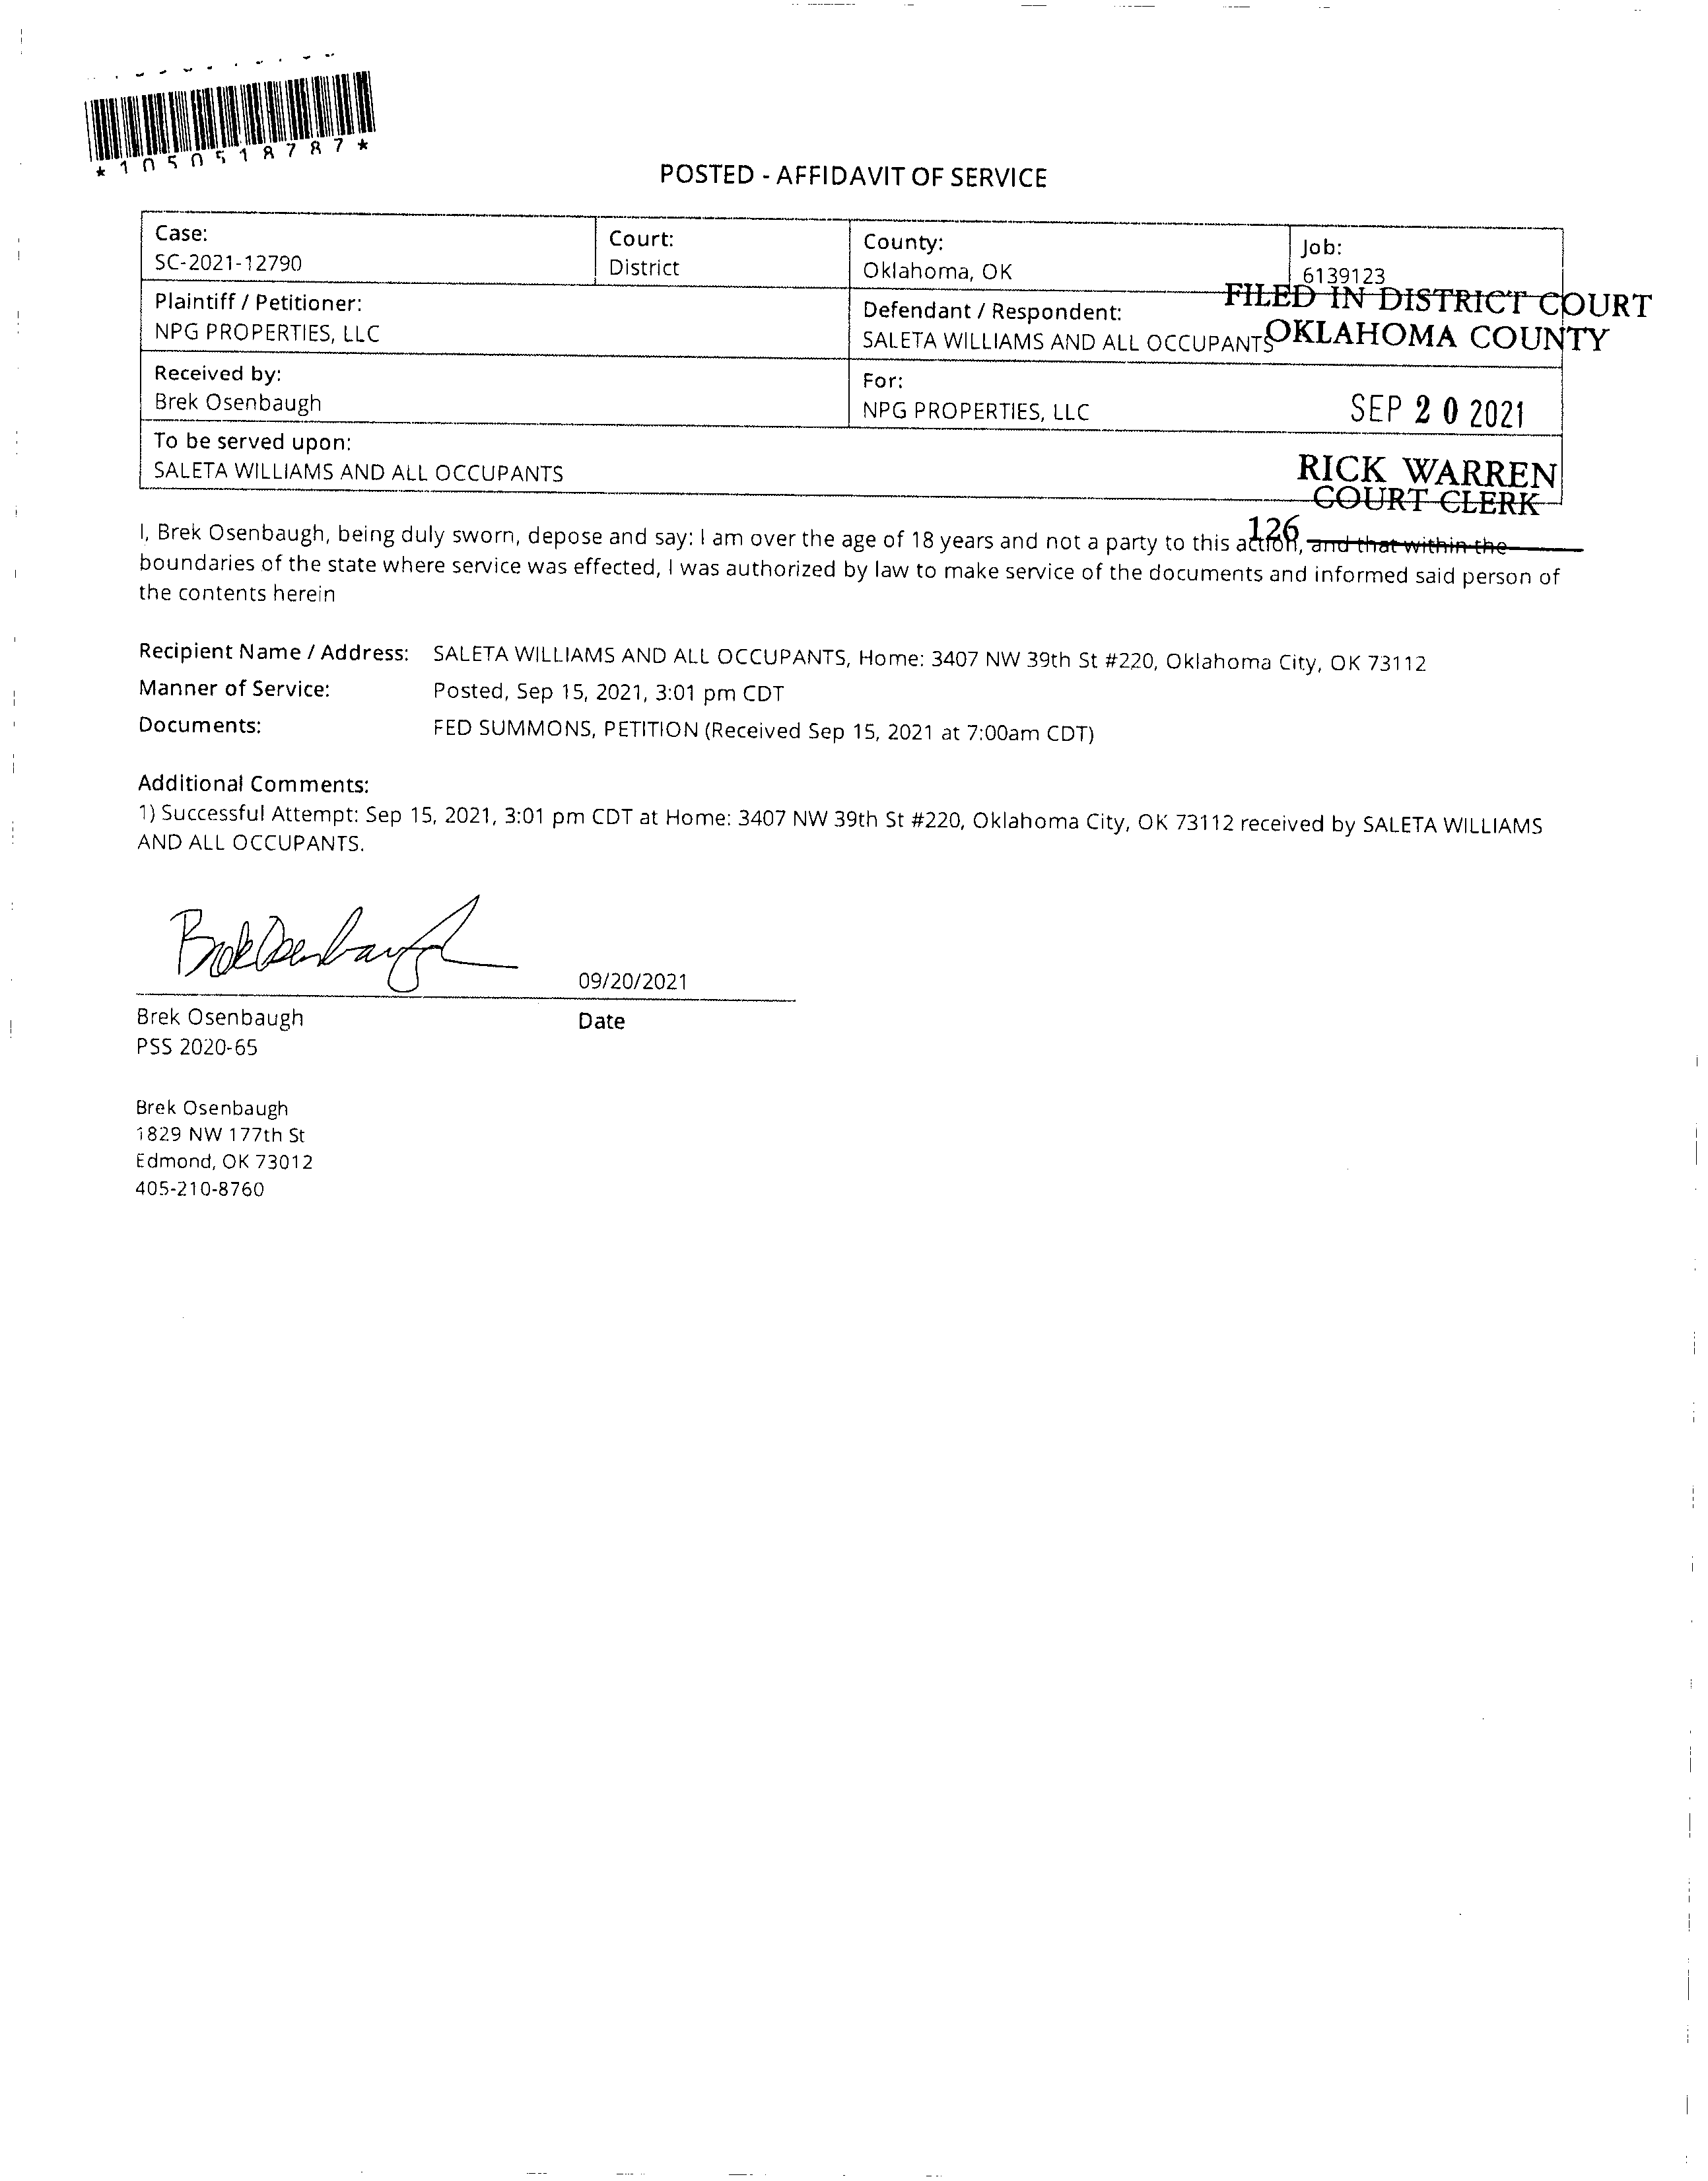 *1050518787*
POSTED - AFFIDAVIT OF SERVICE
Case:
SC-2021-12790
Court:
District
County:
Oklahoma, OK
Job:
6139123
Plaintiff / Petitioner:
NPG PROPERTIES, LLC
Defendant / Respondent:
SALETA WILLIAMS AND ALL OCCUPANTS
FILED IN DISTRICT COURT
OKLAHOMA COUNTY
Received by:
Brek Osenbaugh
For:
NPG PROPERTIES, LLC
SEP 20 2021
To be served upon:
SALETA WILLIAMS AND ALL OCCUPANTS
RICK WARREN
COURT CLERK
126
I, Brek Osenbaugh, being duly sworn, depose and say: I am over the age of 18 years and not a party to this action, and that within the
boundaries of the state where service was effected, I was authorized by law to make service of the documents and informed said person of
the contents herein
Recipient Name / Address: SALETA WILLIAMS AND ALL OCCUPANTS, Home: 3407 NW 39th St #220, Oklahoma City, OK 73112
Manner of Service: Posted, Sep 15, 2021, 3:01 pm CDT
Documents: FED SUMMONS, PETITION (Received Sep 15, 2021 at 7:00am CDT)
Additional Comments:
1) Successful Attempt: Sep 15, 2021, 3:01 pm CDT at Home: 3407 NW 39th St #220, Oklahoma City, OK 73112 received by SALETA WILLIAMS
AND ALL OCCUPANTS.
Brek Osenbaugh
09/20/2021
Brek Osenbaugh
Date
PSS 2020-65
Brek Osenbaugh
1829 NW 177th St
Edmond, OK 73012
405-210-8760